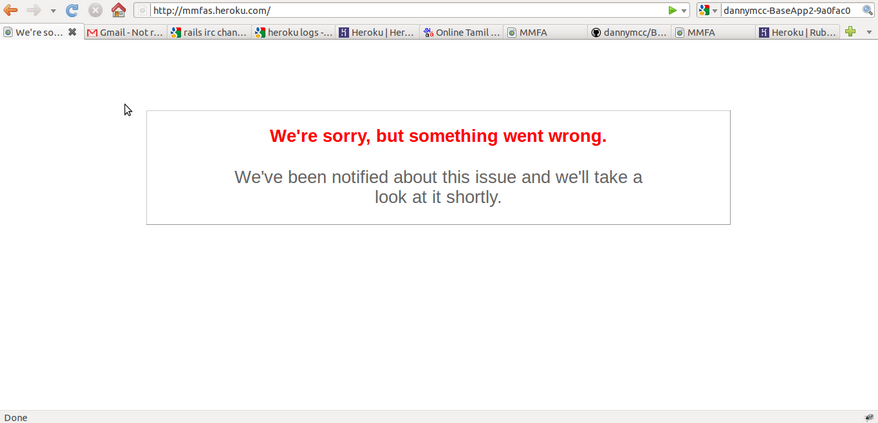 http://mmfas.heroku.com/
dannymcc-BaseApp2-9a0fac0
We're so...
Gmail - Not r...
rails irc chan...
heroku logs -...
Heroku | Her...
Online Tamil ...
MMFA
dannymcc/B...
MMFA
Heroku | Rub...
We're sorry, but something went wrong.
We've been notified about this issue and we'll take a
look at it shortly.
Done